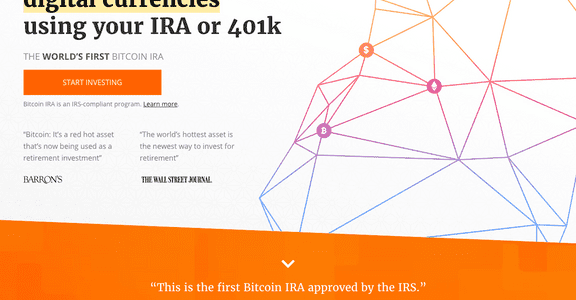 digital currencies
using your IRA or 401k
THE WORLD'S FIRST BITCOIN IRA
START INVESTING
Bitcoin IRA is an IRS-compliant program. Learn more.
“Bitcoin: It's a red hot asset
that's now being used as a
retirement investment”
BARRON'S
“The world's hottest asset is
the newest way to invest for
retirement”
THE WALL STREET JOURNAL
“This is the first Bitcoin IRA approved by the IRS.”